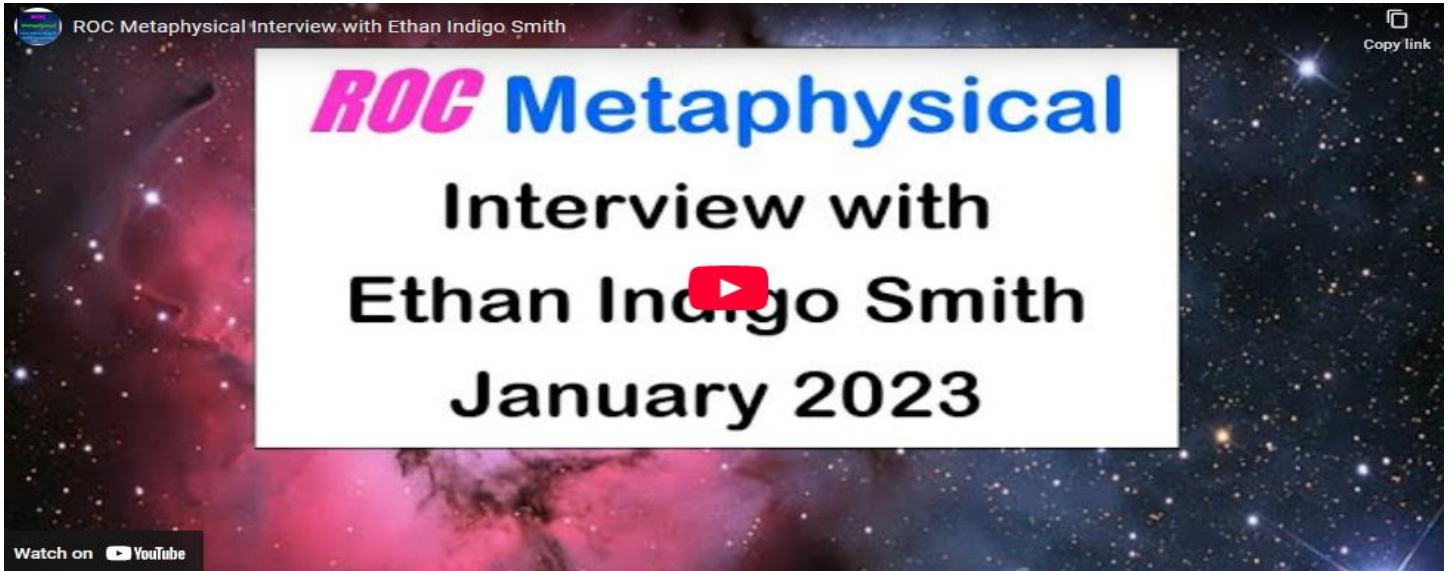 ROC Metaphysical Interview with Ethan Indigo Smith
Copy link
ROC Metaphysical
Interview with
Ethan Indigo Smith
January 2023
Watch on YouTube